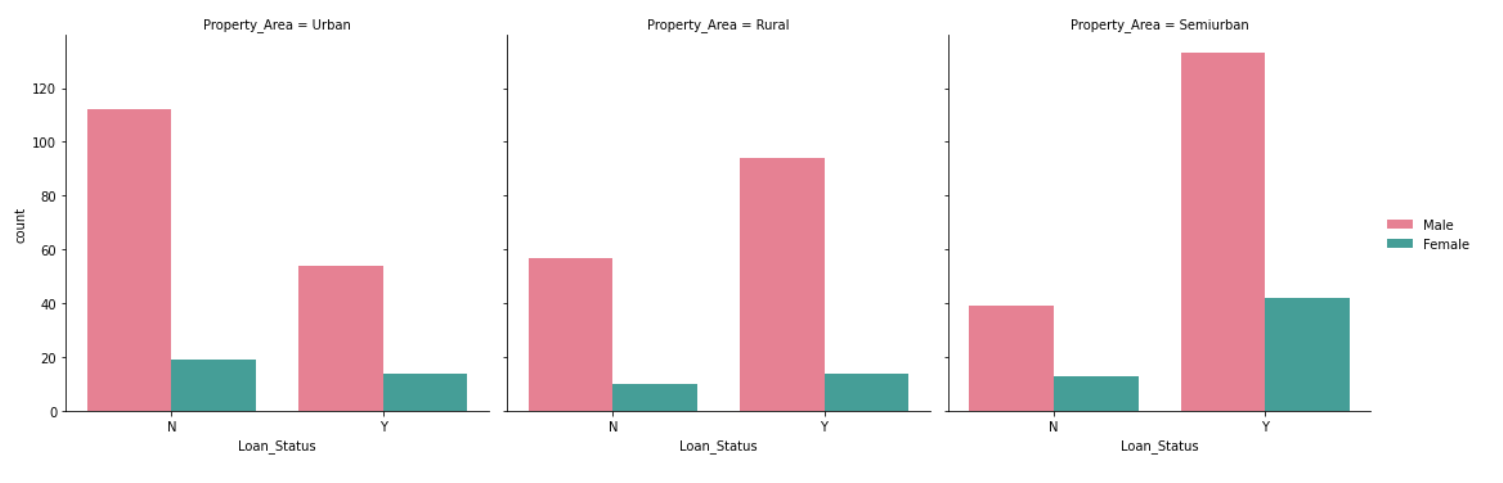 Property_Area = Urban
Property_Area = Rural
Property_Area = Semiurban
count
120
100
80
60
40
20
0
N
Y
N
Y
N
Y
Loan_Status
Loan_Status
Loan_Status
Male
Female